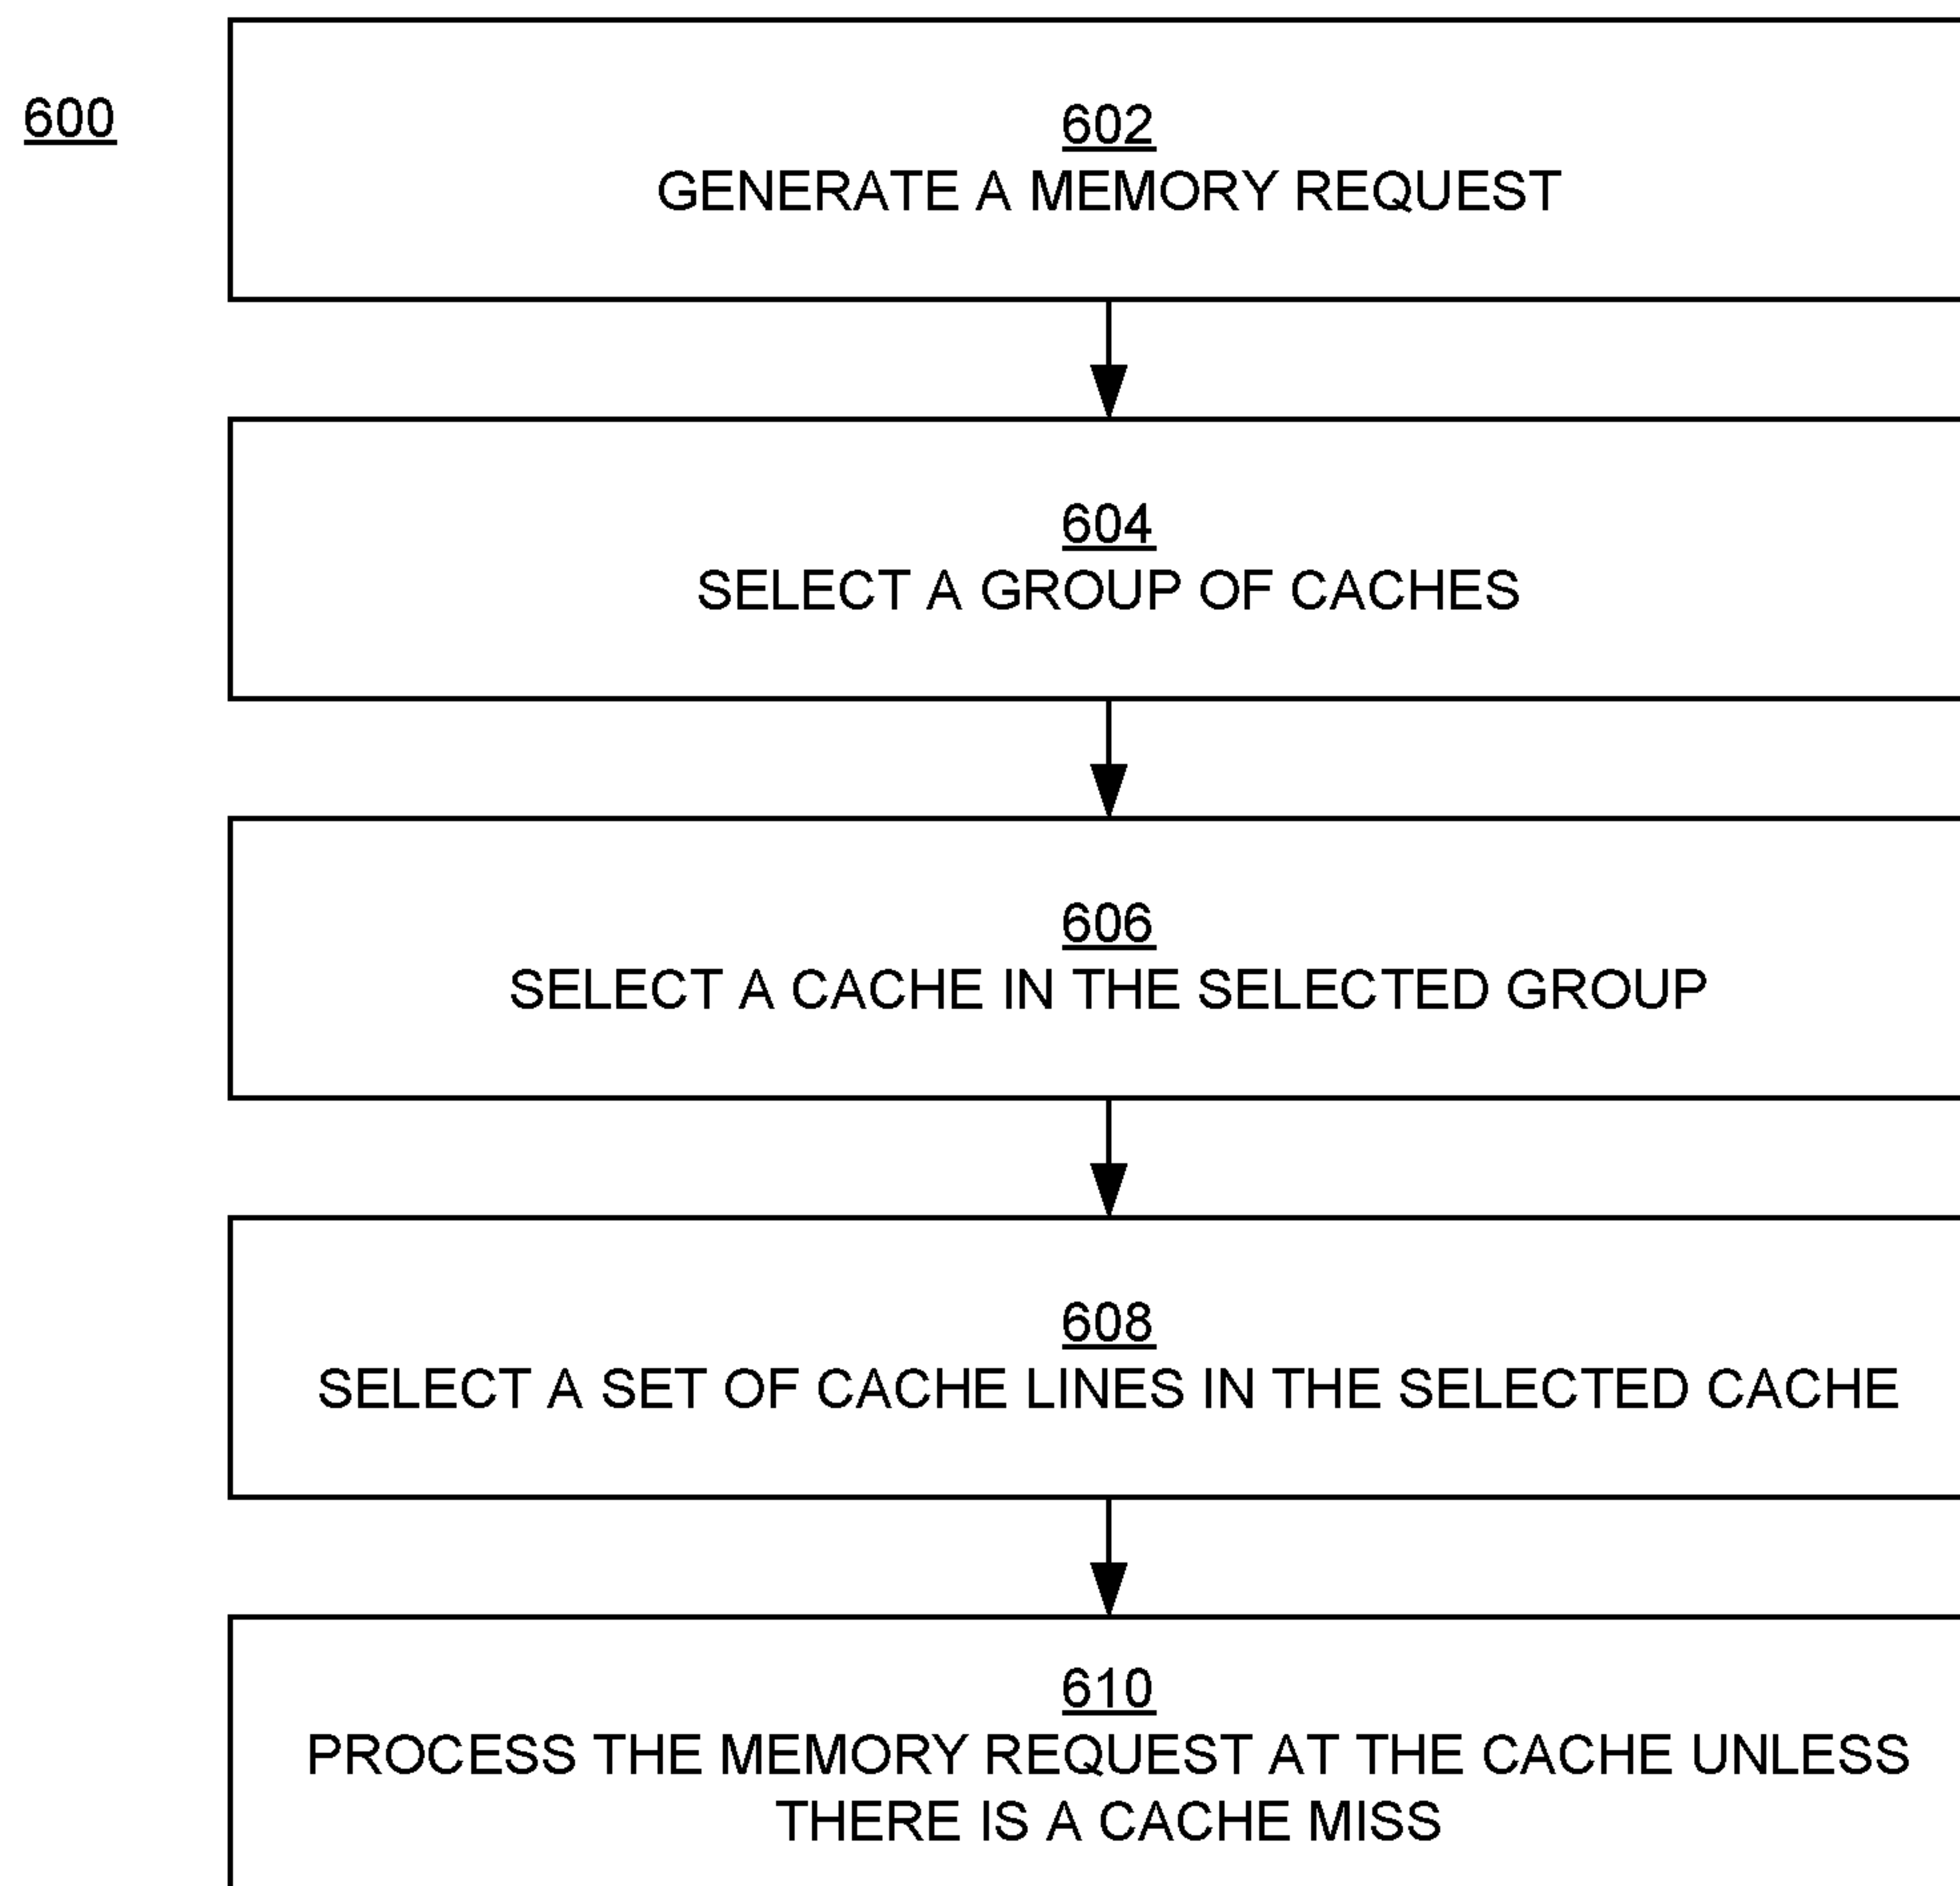 600
602
GENERATE A MEMORY REQUEST
604
SELECT A GROUP OF CACHES
606
SELECT A CACHE IN THE SELECTED GROUP
608
SELECT A SET OF CACHE LINES IN THE SELECTED CACHE
610
PROCESS THE MEMORY REQUEST AT THE CACHE UNLESS
THERE IS A CACHE MISS